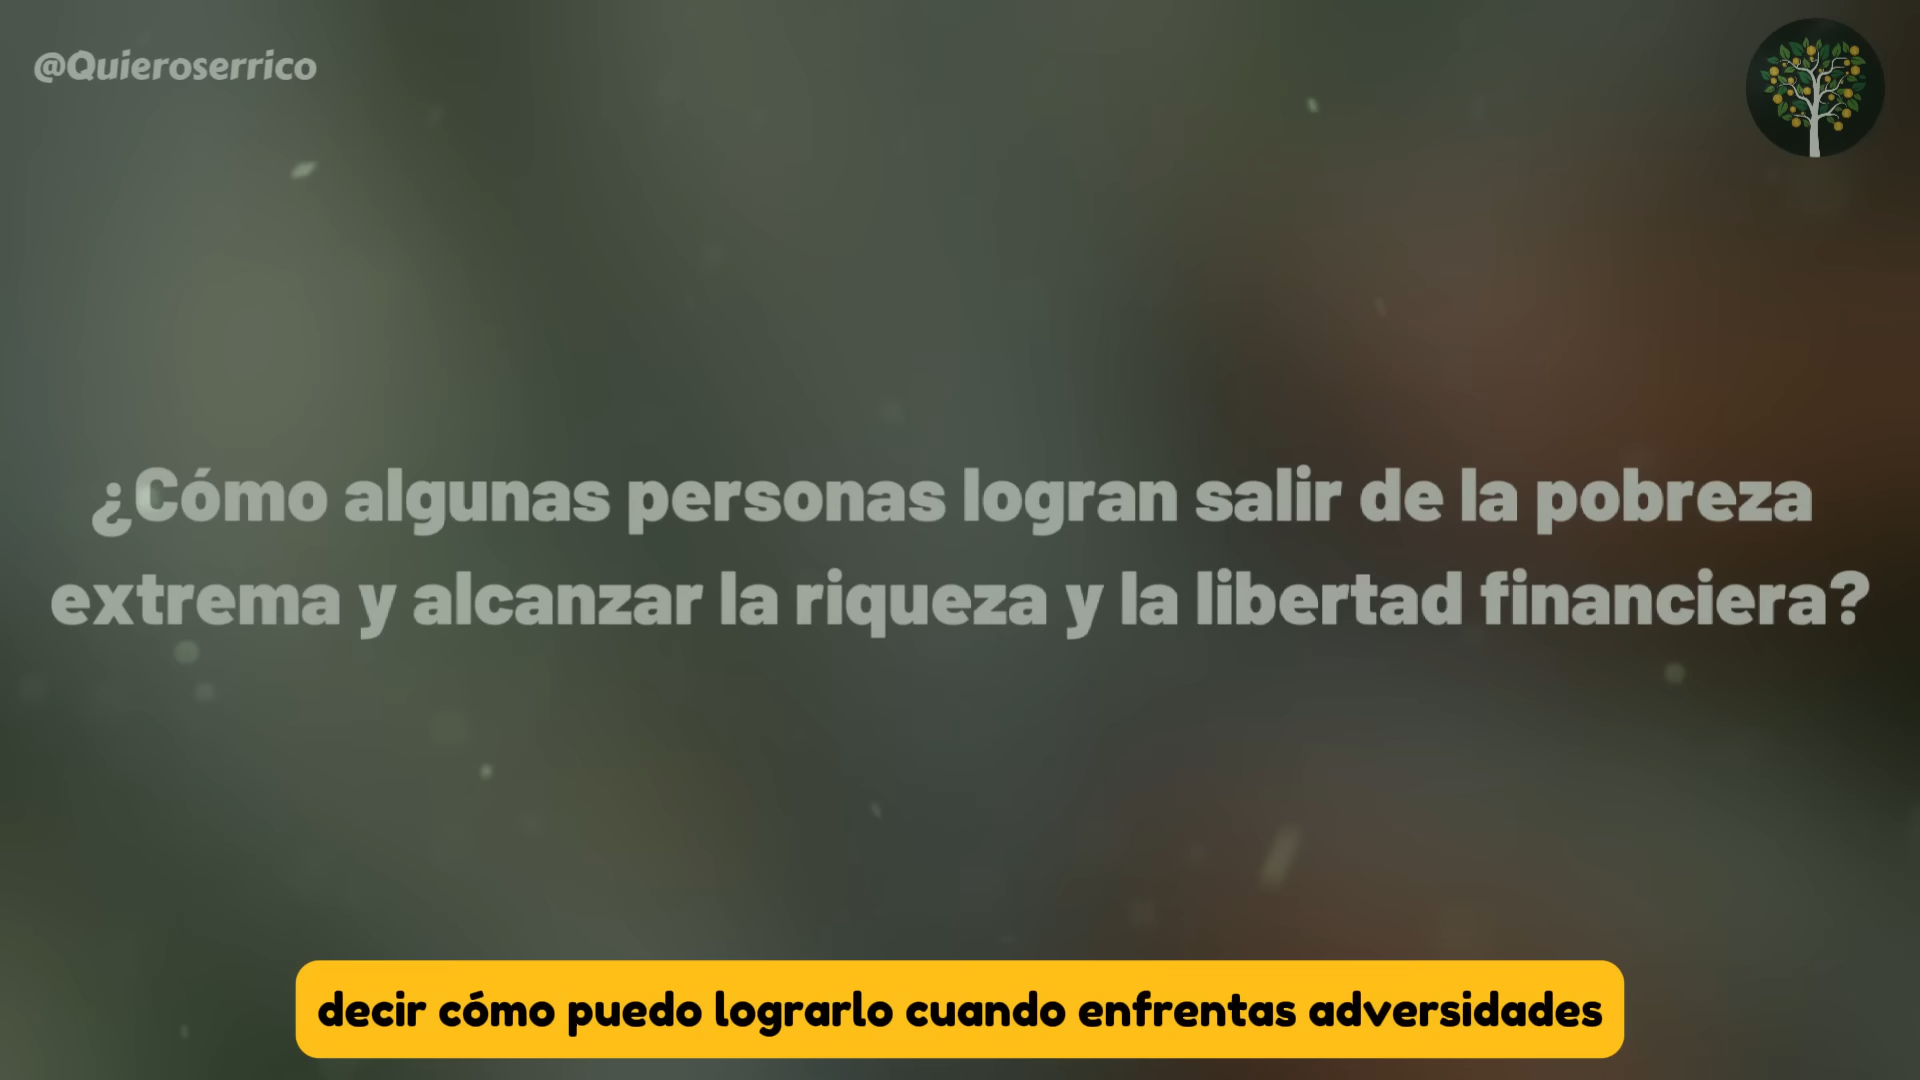 @Quieroserrico
¿Cómo algunas personas logran salir de la pobreza
extrema y alcanzar la riqueza y la libertad financiera?
decir cómo puedo lograrlo cuando enfrentas adversidades